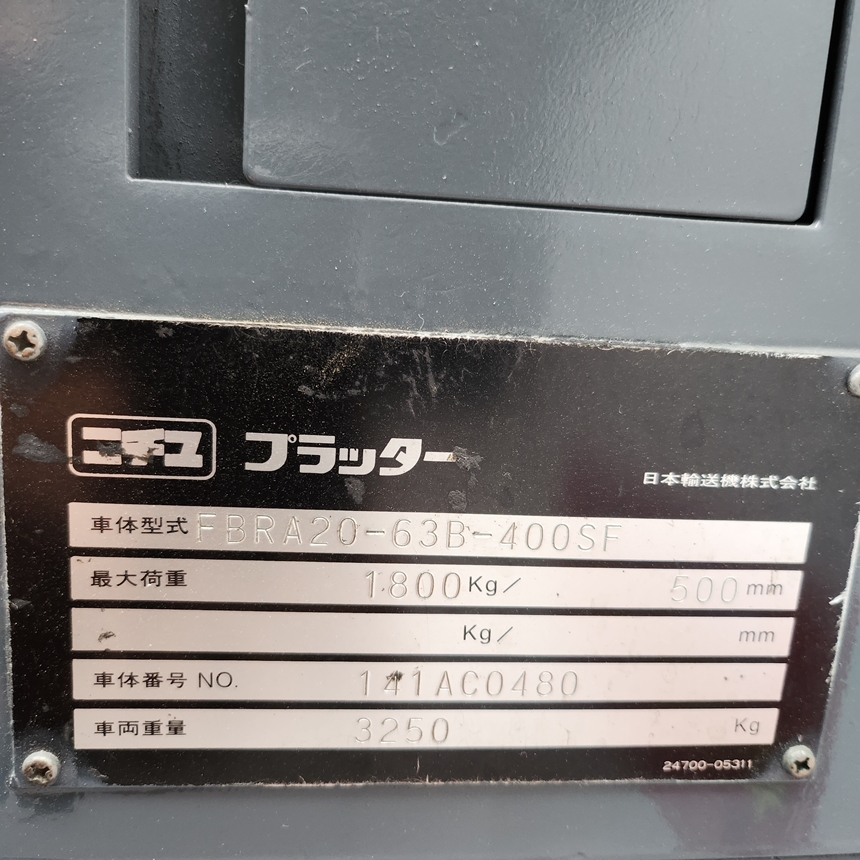 ニチユ プラッター
日本輸送機株式会社
車体型式 FBRA20-63B-400SF
最大荷重 1800Kg/ 500mm
Kg/ mm
車体番号 NO. 141AC0480
車両重量 3250 Kg
24700-05311